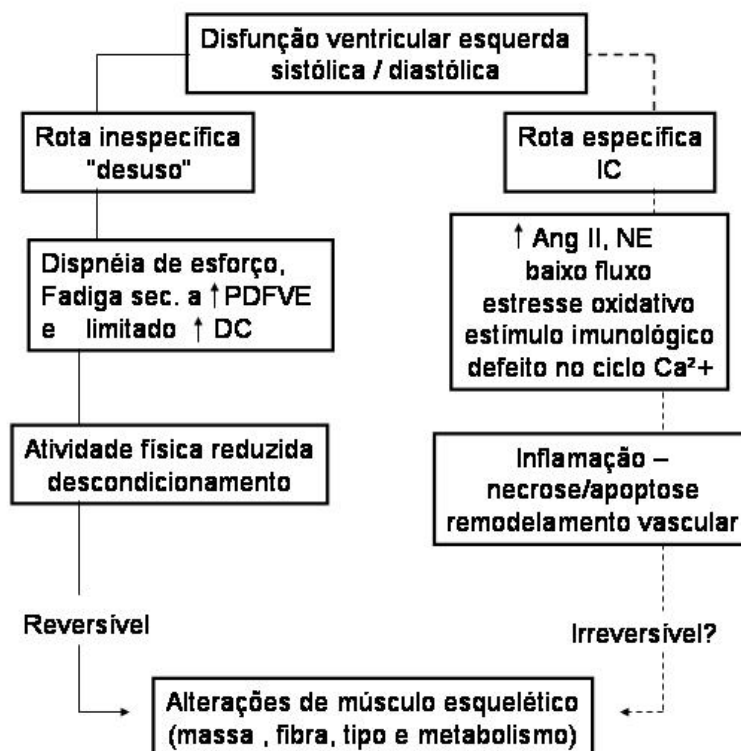 Disfunção ventricular esquerda
sistólica / diastólica
Rota inespecífica
"desuso"
Rota específica
IC
Dispnéia de esforço,
Fadiga sec. a ↑PDFVE
e limitado ↑ DC
↑ Ang II, NE
baixo fluxo
estresse oxidativo
estímulo imunológico
defeito no ciclo Ca²+
Atividade física reduzida
descondicionamento
Inflamação –
necrose/apoptose
remodelamento vascular
Reversível
Irreversível?
Alterações de músculo esquelético
(massa , fibra, tipo e metabolismo)